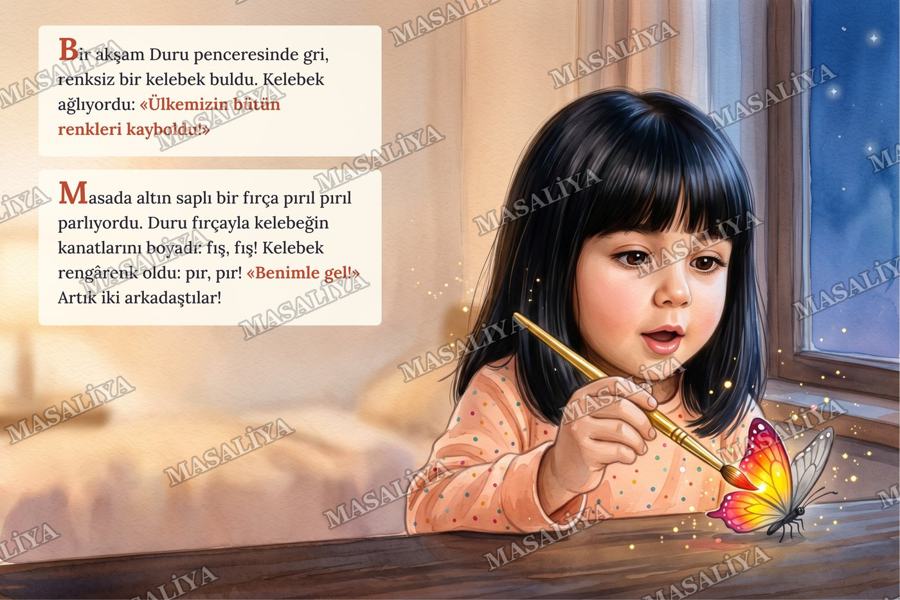 Bir akşam Duru penceresinde gri,
renksiz bir kelebek buldu. Kelebek
ağlıyordu: «Ülkemizin bütün
renkleri kayboldu!»
Masada altın saplı bir fırça pırıl pırıl
parlıyordu. Duru fırçayla kelebeğin
kanatlarını boyadı: fış, fış! Kelebek
rengârenk oldu: pır, pır! «Benimle gel!»
Artık iki arkadaştılar!
MASALİYA